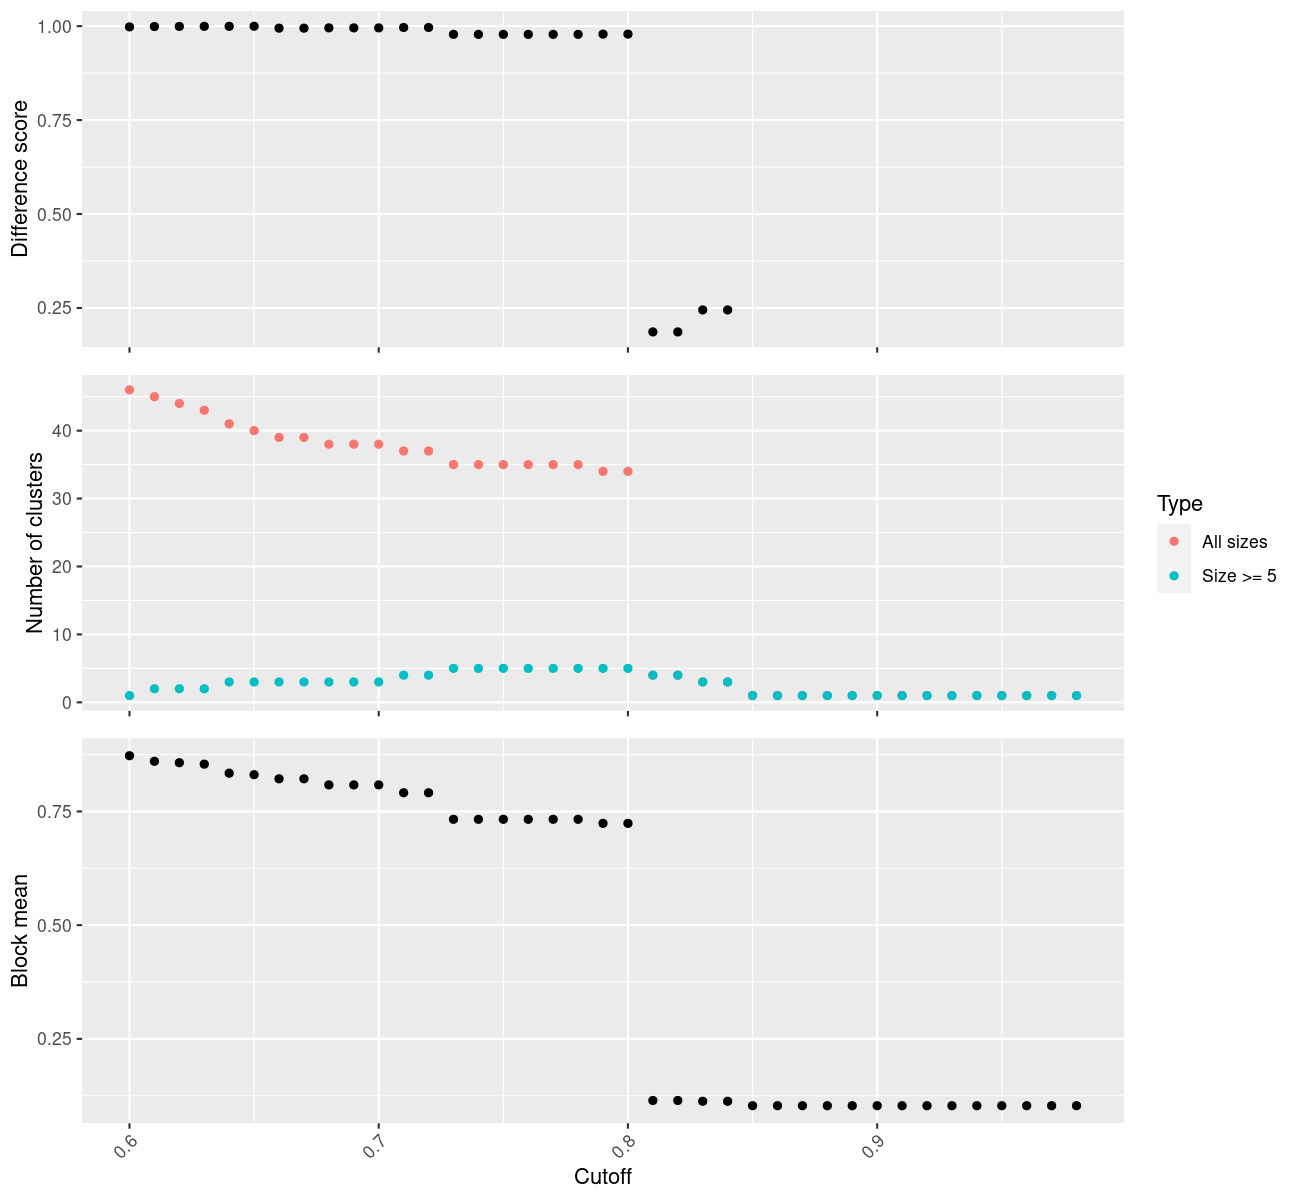 1.00
0.75
0.50
0.25
Difference score
40
30
20
10
0
Number of clusters
Type
All sizes
Size >= 5
0.75
0.50
0.25
Block mean
0.6
0.7
0.8
0.9
Cutoff